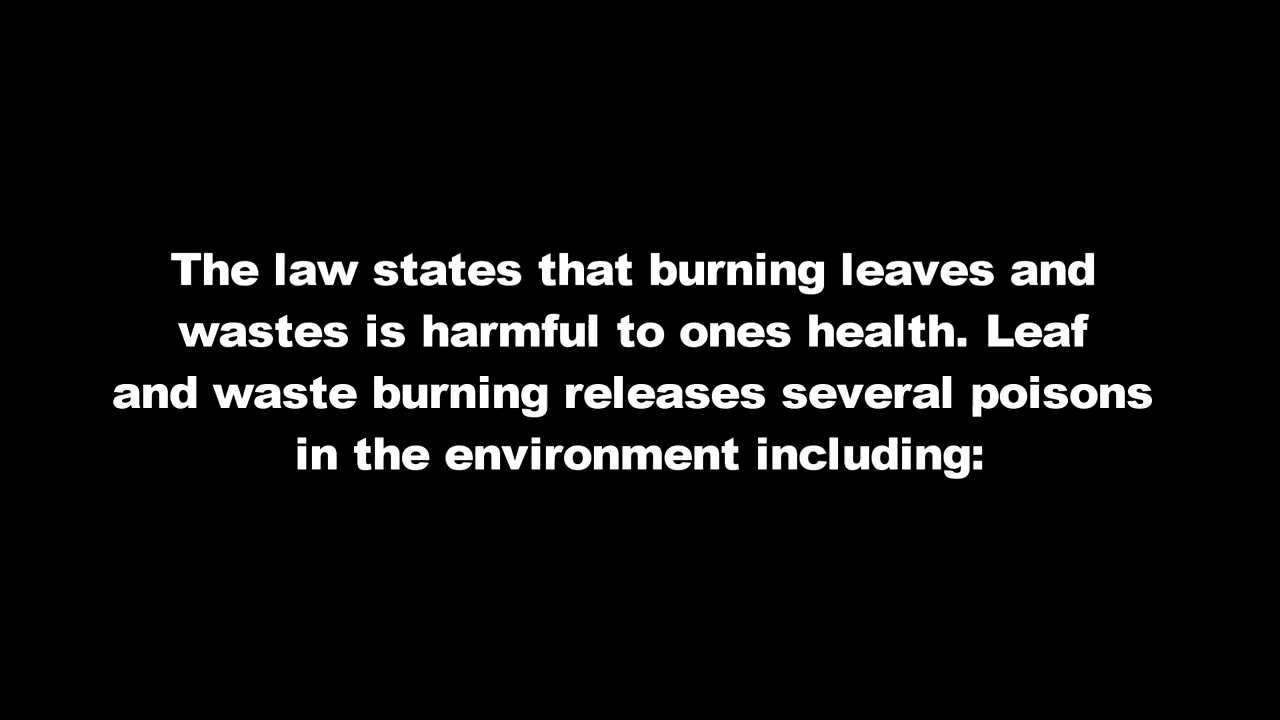 The law states that burning leaves and
wastes is harmful to ones health. Leaf
and waste burning releases several poisons
in the environment including: